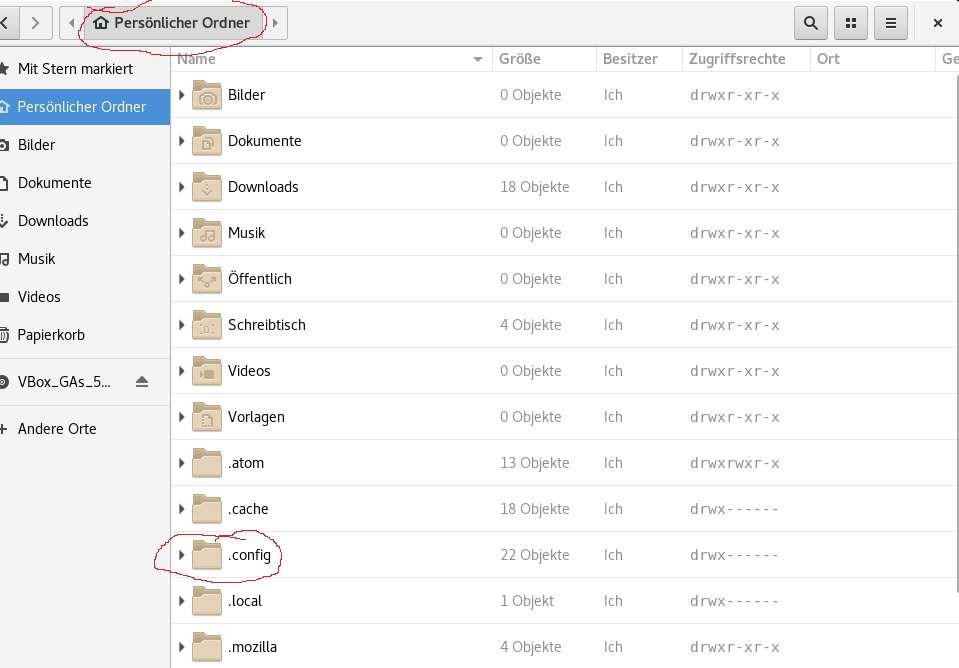 Persönlicher Ordner
Name Größe Besitzer Zugriffsrechte Ort Ge
Mit Stern markiert
Persönlicher Ordner
Bilder
Dokumente
Downloads
Musik
Videos
Papierkorb
VBox_GAs_5...
Andere Orte
Bilder 0 Objekte Ich drwxr-xr-x
Dokumente 0 Objekte Ich drwxr-xr-x
Downloads 18 Objekte Ich drwxr-xr-x
Musik 0 Objekte Ich drwxr-xr-x
Öffentlich 0 Objekte Ich drwxr-xr-x
Schreibtisch 4 Objekte Ich drwxr-xr-x
Videos 0 Objekte Ich drwxr-xr-x
Vorlagen 0 Objekte Ich drwxr-xr-x
.atom 13 Objekte Ich drwxrwxr-x
.cache 18 Objekte Ich drwx------
.config 22 Objekte Ich drwx------
.local 1 Objekt Ich drwx------
.mozilla 4 Objekte Ich drwxr-xr-x